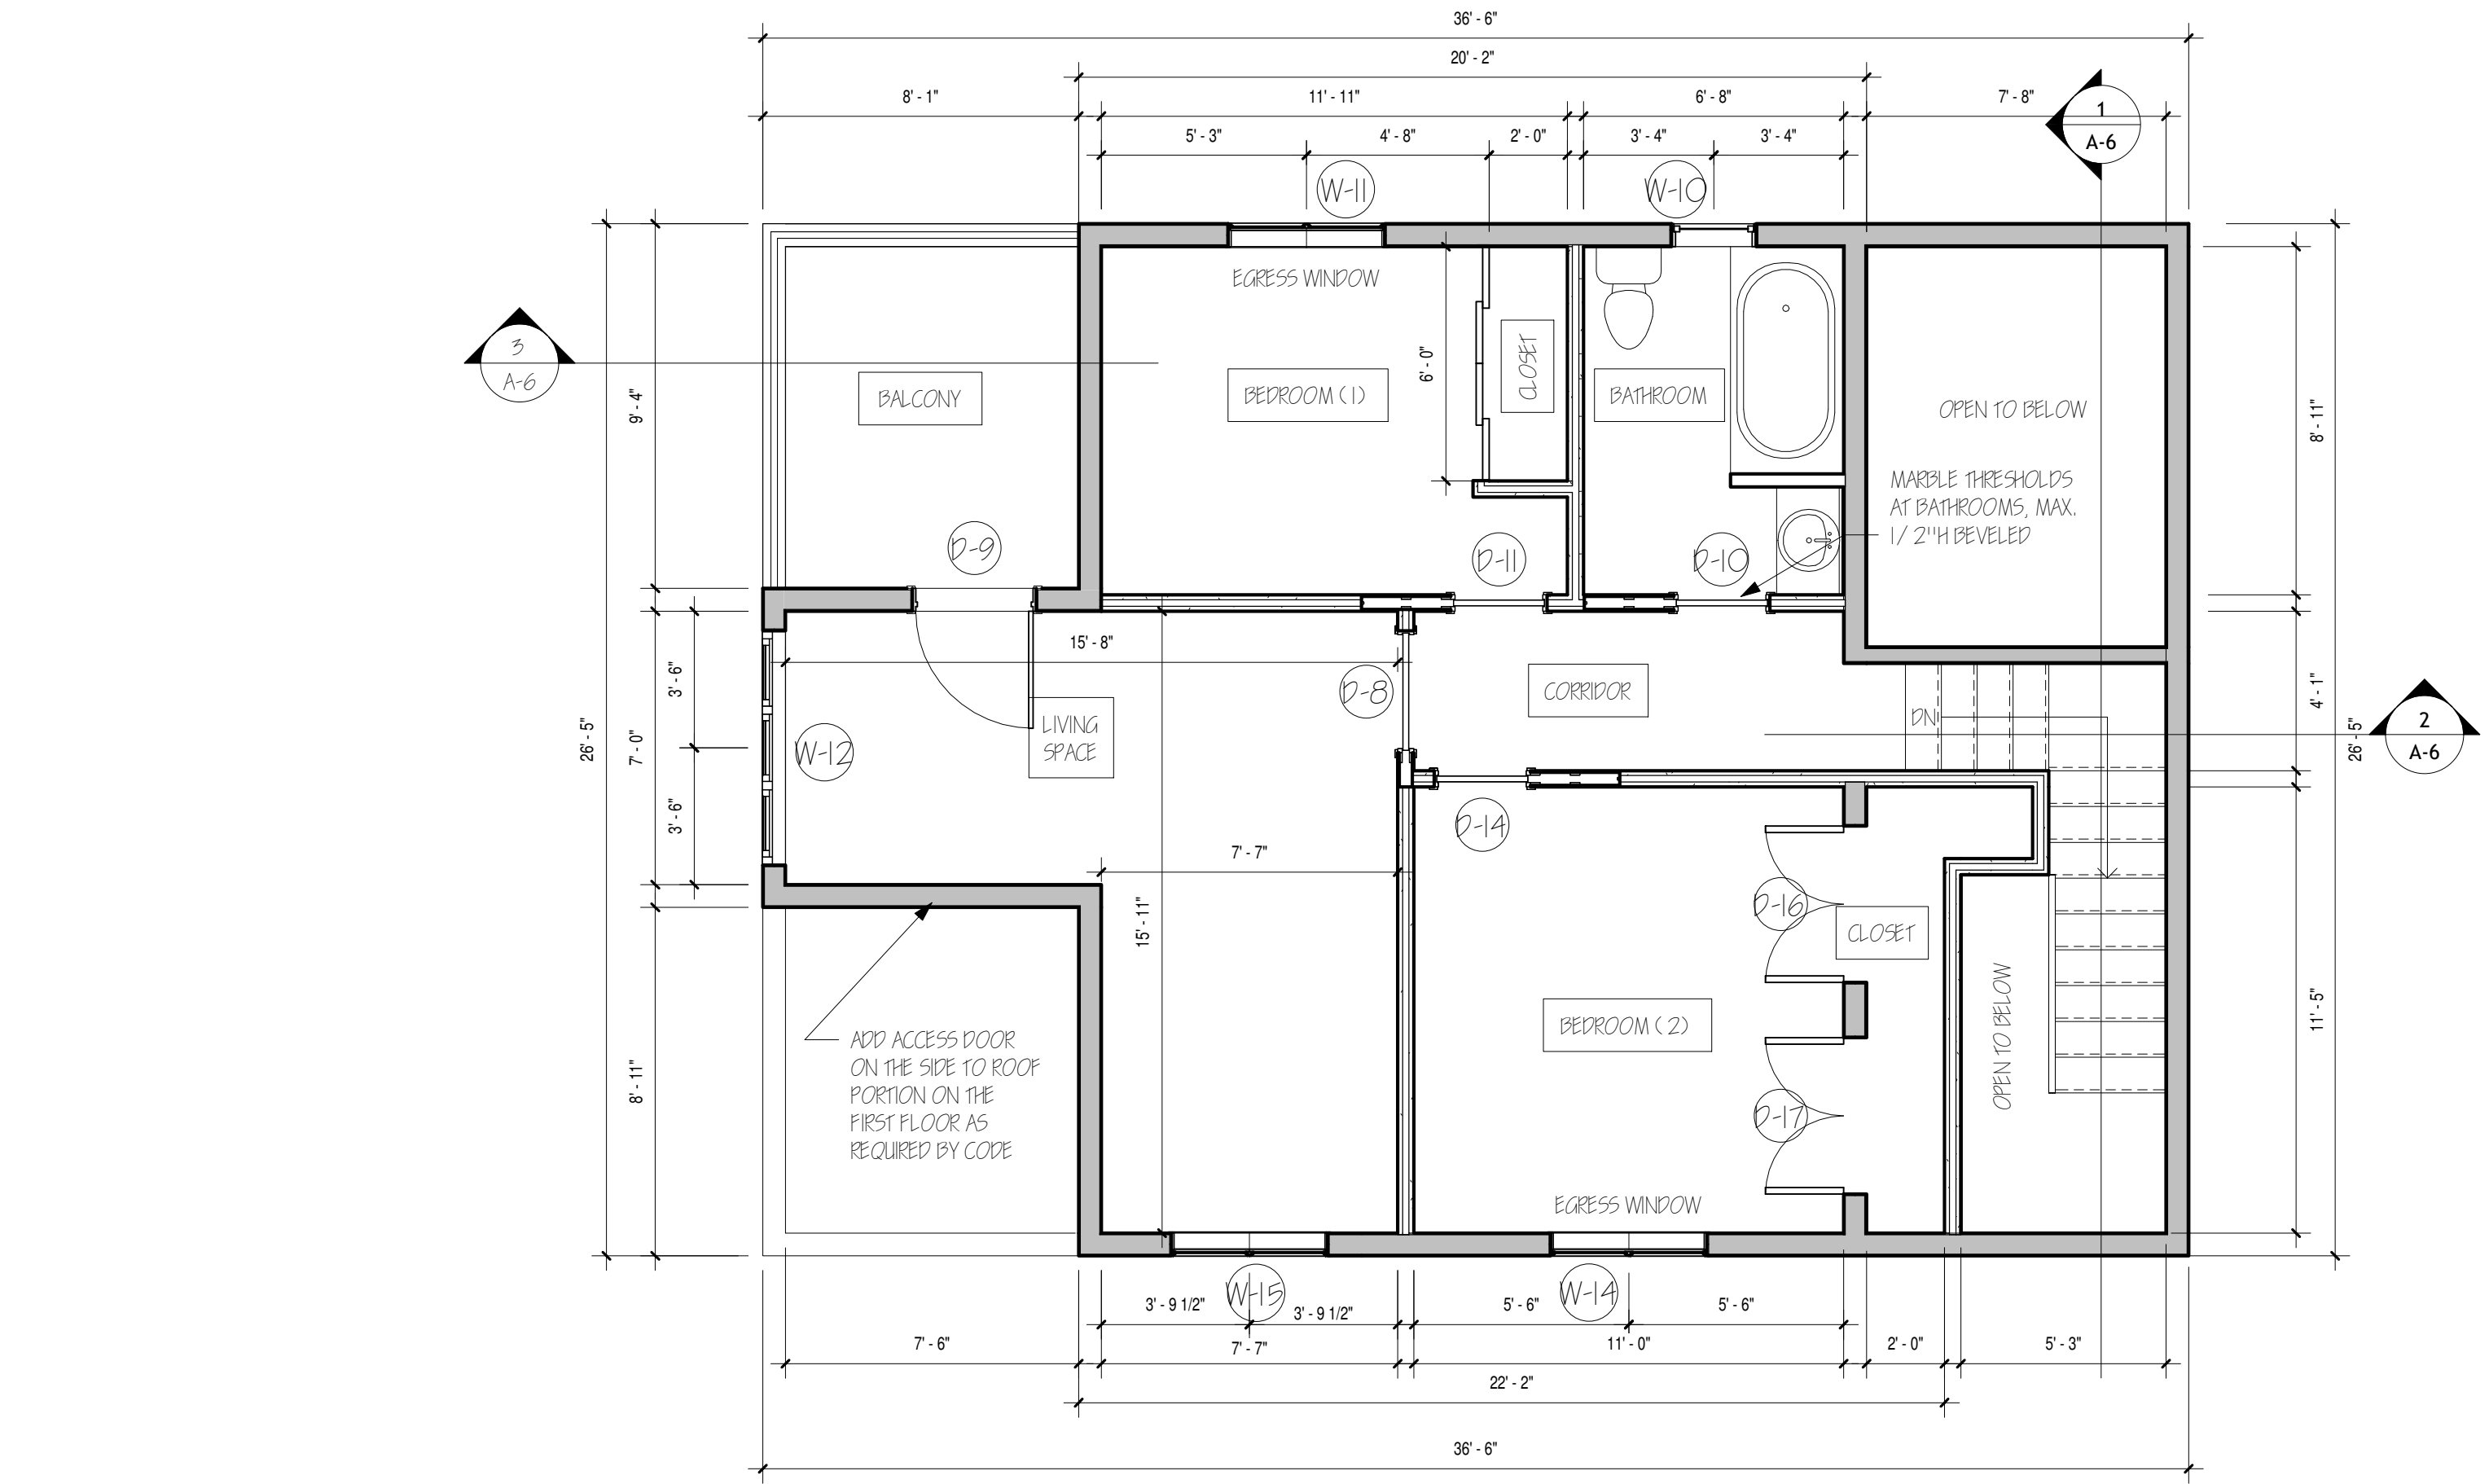 36' - 6"
20' - 2"
8' - 1"
11' - 11"
6' - 8"
7' - 8"
1
A-6
5' - 3"
4' - 8"
2' - 0"
3' - 4"
3' - 4"
W-11
W-10
EGRESS WINDOW
3
A-6
BALCONY
BEDROOM (1)
6' - 0"
CLOSET
BATHROOM
OPEN TO BELOW
9' - 4"
8' - 11"
MARBLE THRESHOLDS
AT BATHROOMS, MAX.
1/ 2"H BEVELED
D-9
D-11
D-10
15' - 8"
3' - 6"
D-8
CORRIDOR
4' - 1"
DN
2
A-6
26' - 5"
7' - 0"
W-12
LIVING
SPACE
26' - 5"
3' - 6"
D-14
7' - 7"
D-16
CLOSET
15' - 11"
8' - 11"
ADD ACCESS DOOR
ON THE SIDE TO ROOF
PORTION ON THE
FIRST FLOOR AS
REQUIRED BY CODE
BEDROOM (2)
OPEN TO BELOW
11' - 5"
D-17
EGRESS WINDOW
W-15
W-14
3' - 9 1/2"
3' - 9 1/2"
5' - 6"
5' - 6"
7' - 6"
7' - 7"
11' - 0"
2' - 0"
5' - 3"
22' - 2"
36' - 6"